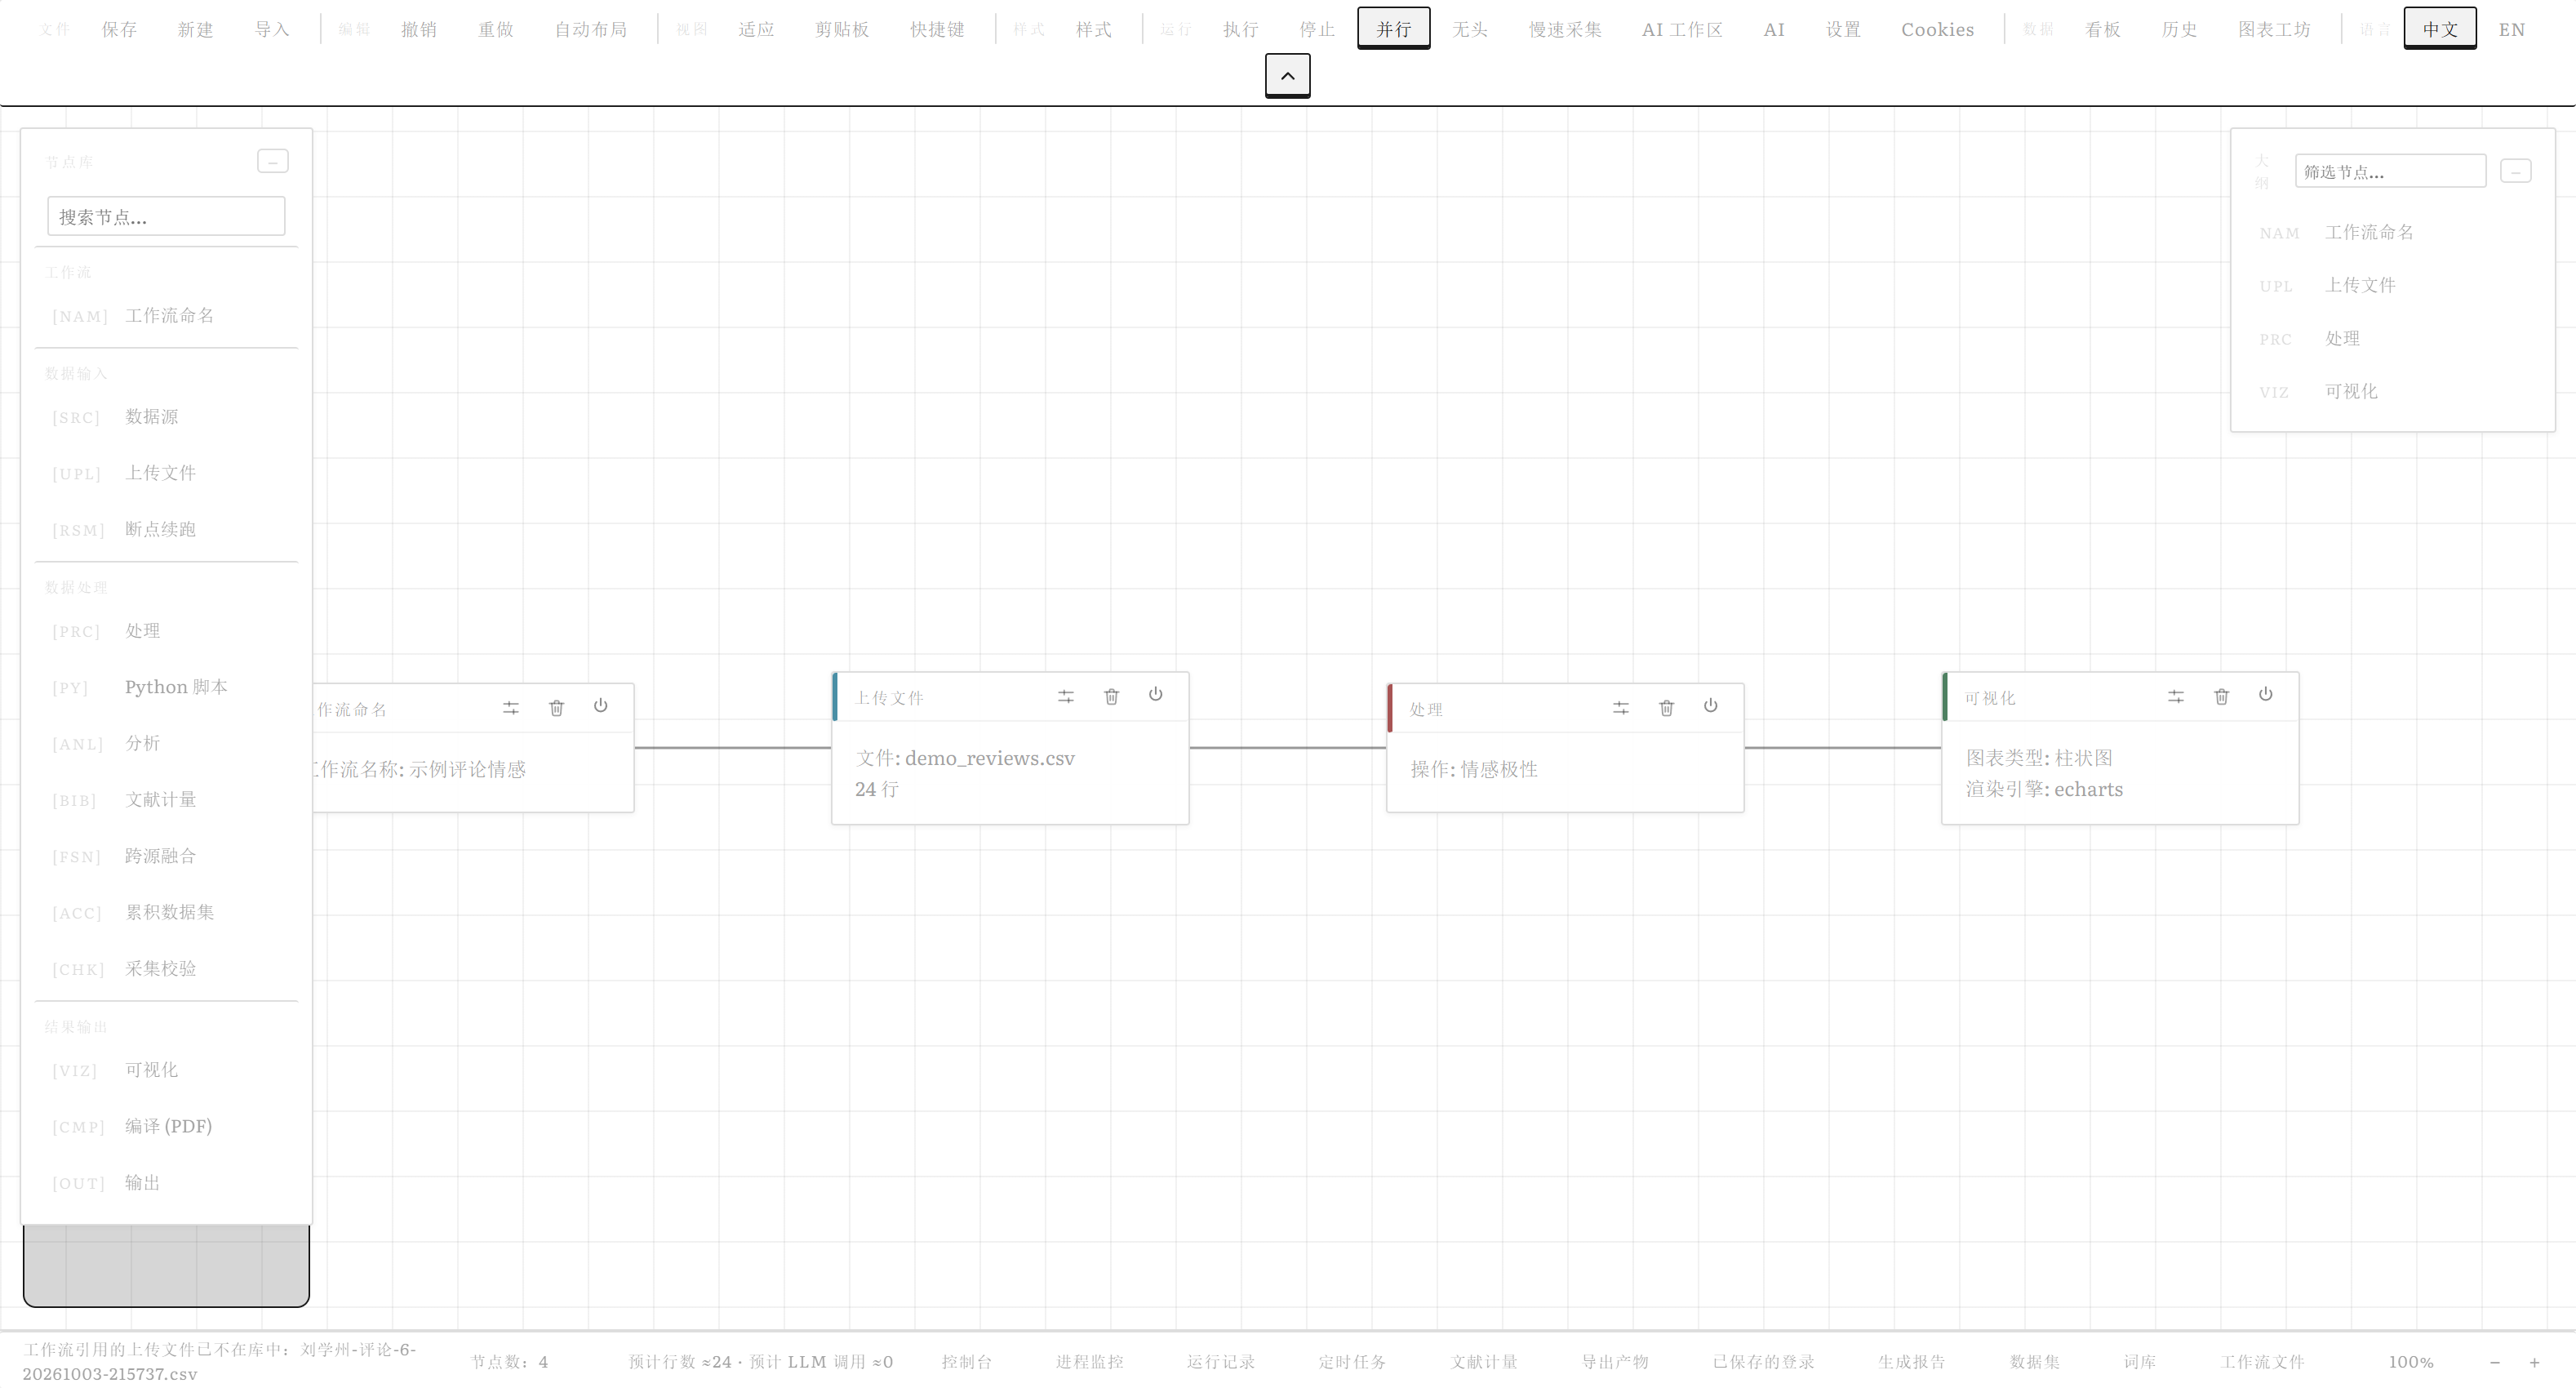 文件 保存 新建 导入 编辑 撤销 重做 自动布局 视图 适应 剪贴板 快捷键 样式 样式 运行 执行 停止 并行 无头 慢速采集 AI 工作区 AI 设置 Cookies 数据 看板 历史 图表工坊 语言 中文 EN
节点库
搜索节点...
工作流
[NAM] 工作流命名
数据输入
[SRC] 数据源
[UPL] 上传文件
[RSM] 断点续跑
数据处理
[PRC] 处理
[PY] Python 脚本
[ANL] 分析
[BIB] 文献计量
[FSN] 跨源融合
[ACC] 累积数据集
[CHK] 采集校验
结果输出
[VIZ] 可视化
[CMP] 编译 (PDF)
[OUT] 输出
作流命名
工作流名称: 示例评论情感
上传文件
文件: demo_reviews.csv
24 行
处理
操作: 情感极性
可视化
图表类型: 柱状图
渲染引擎: echarts
大纲
筛选节点...
NAM 工作流命名
UPL 上传文件
PRC 处理
VIZ 可视化
工作流引用的上传文件已不在库中：刘学州-评论-6-
20261003-215737.csv
节点数：4 预计行数 ≈24 · 预计 LLM 调用 ≈0 控制台 进程监控 运行记录 定时任务 文献计量 导出产物 已保存的登录 生成报告 数据集 词库 工作流文件 100% − +